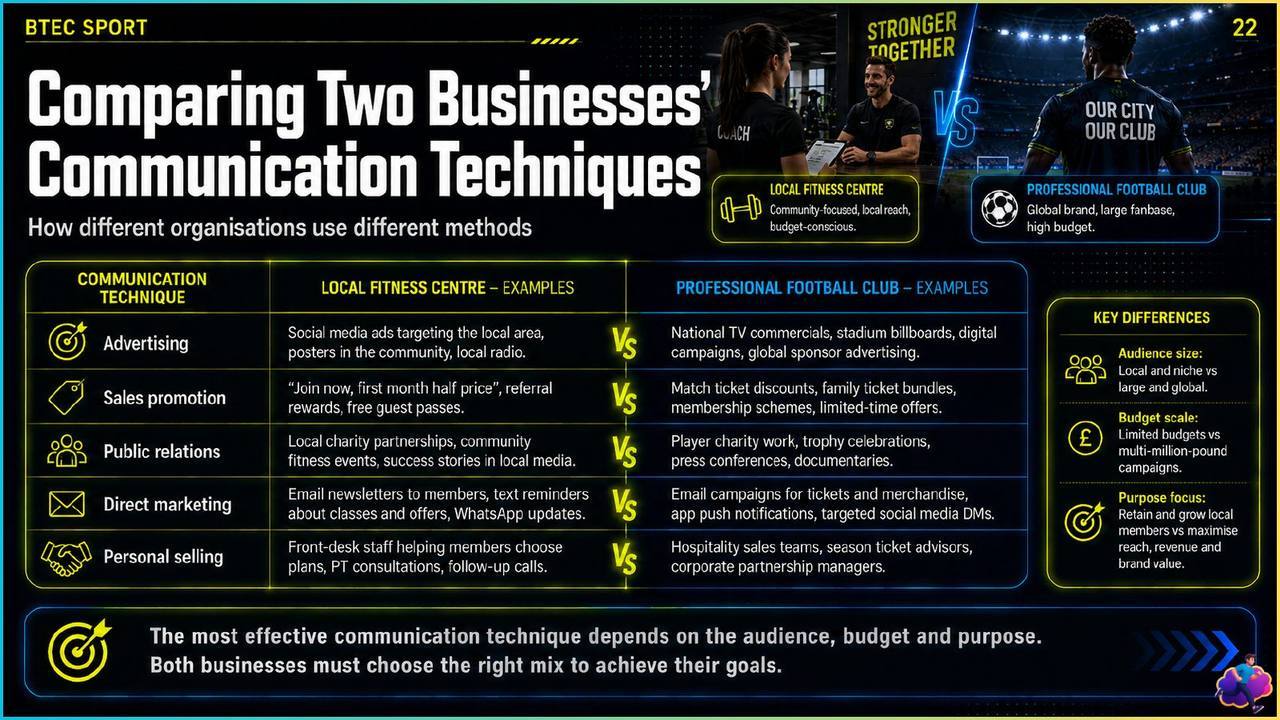 BTEC SPORT
22
Comparing Two Businesses’
Communication Techniques
How different organisations use different methods
STRONGER
TOGETHER
COACH
VS
OUR CITY
OUR CLUB
LOCAL FITNESS CENTRE
Community-focused, local reach,
budget-conscious.
PROFESSIONAL FOOTBALL CLUB
Global brand, large fanbase,
high budget.
COMMUNICATION
TECHNIQUE
LOCAL FITNESS CENTRE – EXAMPLES
PROFESSIONAL FOOTBALL CLUB – EXAMPLES
Advertising
Social media ads targeting the local area,
posters in the community, local radio.
VS
National TV commercials, stadium billboards, digital
campaigns, global sponsor advertising.
Sales promotion
“Join now, first month half price”, referral
rewards, free guest passes.
VS
Match ticket discounts, family ticket bundles,
membership schemes, limited-time offers.
Public relations
Local charity partnerships, community
fitness events, success stories in local media.
VS
Player charity work, trophy celebrations,
press conferences, documentaries.
Direct marketing
Email newsletters to members, text reminders
about classes and offers, WhatsApp updates.
VS
Email campaigns for tickets and merchandise,
app push notifications, targeted social media DMs.
Personal selling
Front-desk staff helping members choose
plans, PT consultations, follow-up calls.
VS
Hospitality sales teams, season ticket advisors,
corporate partnership managers.
KEY DIFFERENCES
Audience size:
Local and niche vs
large and global.
£
Budget scale:
Limited budgets vs
multi-million-pound
campaigns.
Purpose focus:
Retain and grow local
members vs maximise
reach, revenue and
brand value.
The most effective communication technique depends on the audience, budget and purpose.
Both businesses must choose the right mix to achieve their goals.